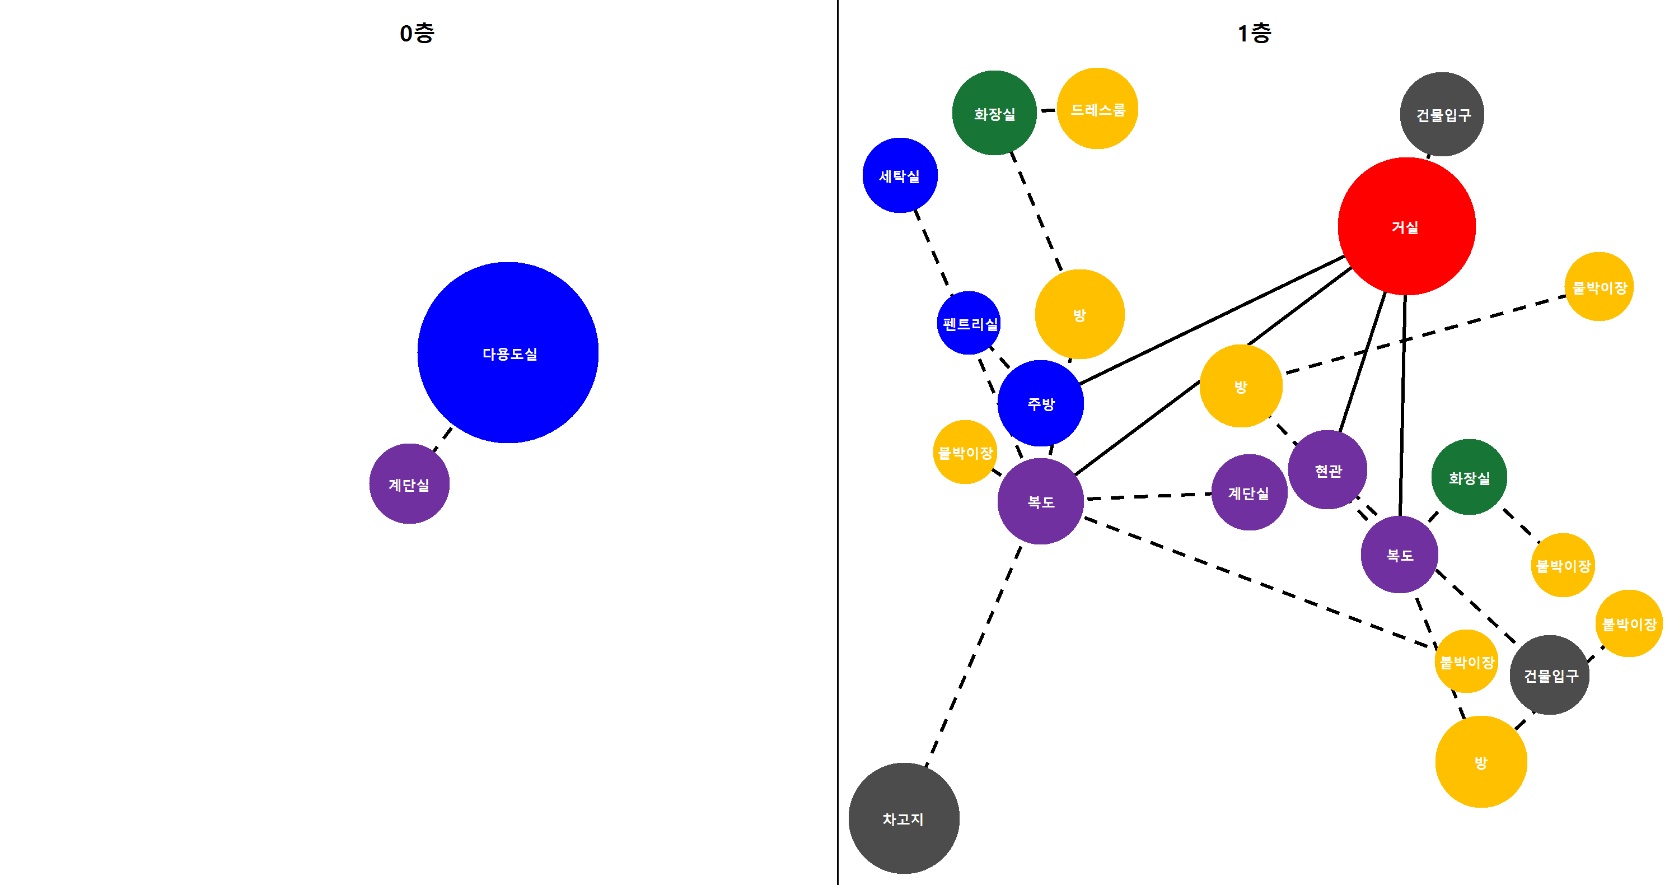 0층
다용도실
계단실
1층
화장실
드레스룸
건물입구
세탁실
거실
붙박이장
펜트리실
방
방
주방
붙박이장
현관
화장실
계단실
복도
복도
붙박이장
붙박이장
붙박이장
건물입구
방
차고지